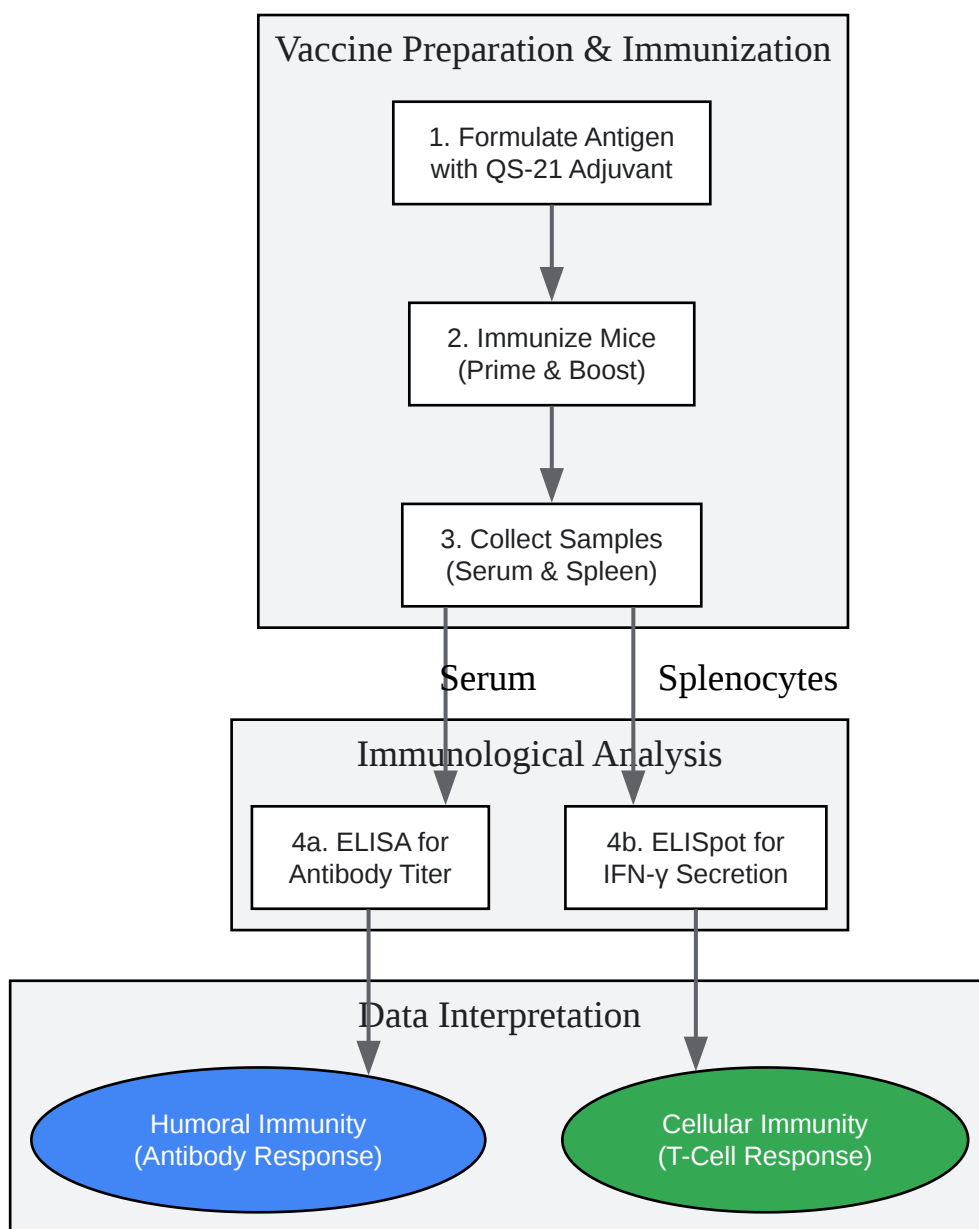 Vaccine Preparation & Immunization
1. Formulate Antigen
with QS-21 Adjuvant
2. Immunize Mice
(Prime & Boost)
3. Collect Samples
(Serum & Spleen)
Serum
Splenocytes
Immunological Analysis
4a. ELISA for
Antibody Titer
4b. ELISpot for
IFN-γ Secretion
Data Interpretation
Humoral Immunity
(Antibody Response)
Cellular Immunity
(T-Cell Response)